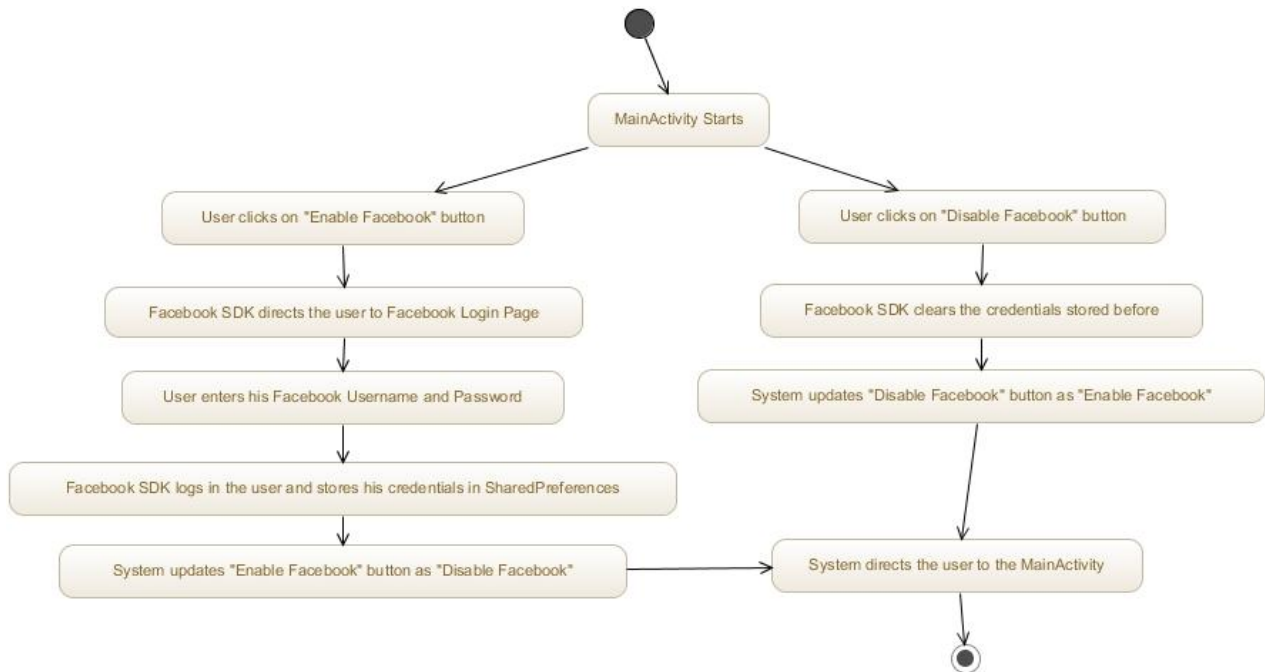 MainActivity Starts
User clicks on "Enable Facebook" button
User clicks on "Disable Facebook" button
Facebook SDK directs the user to Facebook Login Page
Facebook SDK clears the credentials stored before
User enters his Facebook Username and Password
System updates "Disable Facebook" button as "Enable Facebook"
Facebook SDK logs in the user and stores his credentials in SharedPreferences
System updates "Enable Facebook" button as "Disable Facebook"
System directs the user to the MainActivity